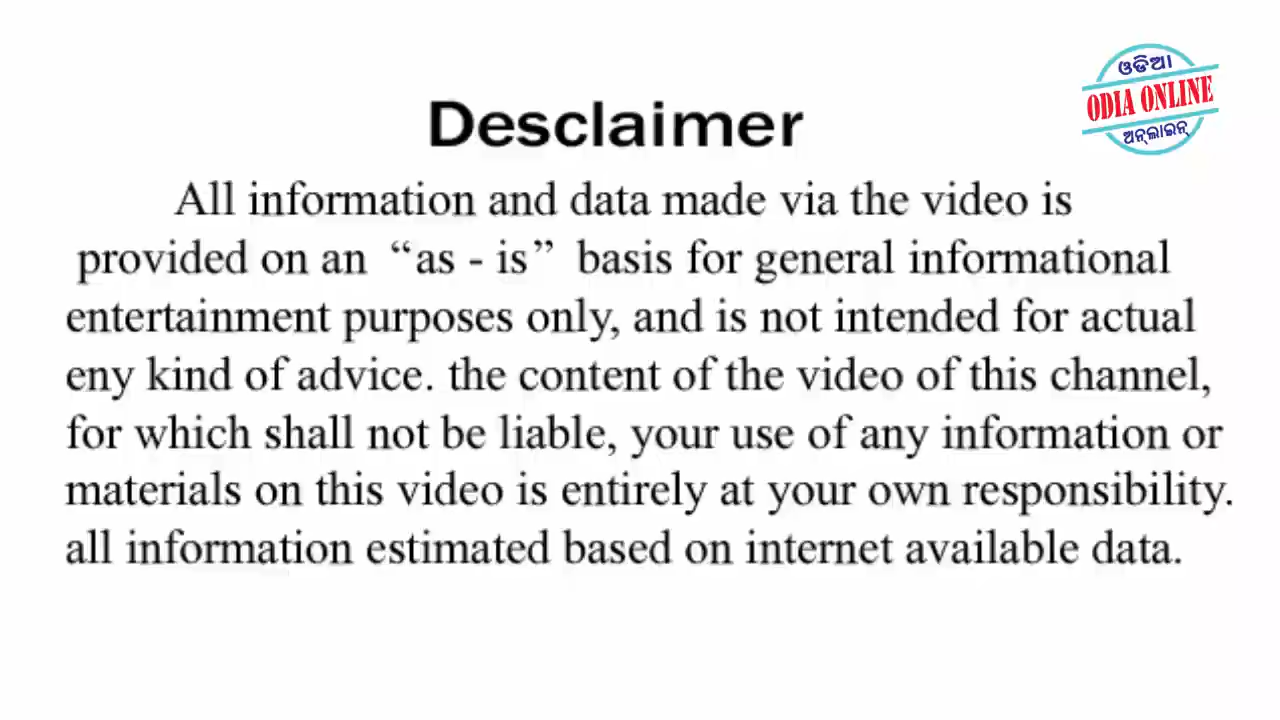 ଓଡିଆ
ODIA ONLINE
ଅନ୍‌ଲାଇନ୍
Desclaimer
All information and data made via the video is
provided on an “as - is” basis for general informational
entertainment purposes only, and is not intended for actual
eny kind of advice. the content of the video of this channel,
for which shall not be liable, your use of any information or
materials on this video is entirely at your own responsibility.
all information estimated based on internet available data.